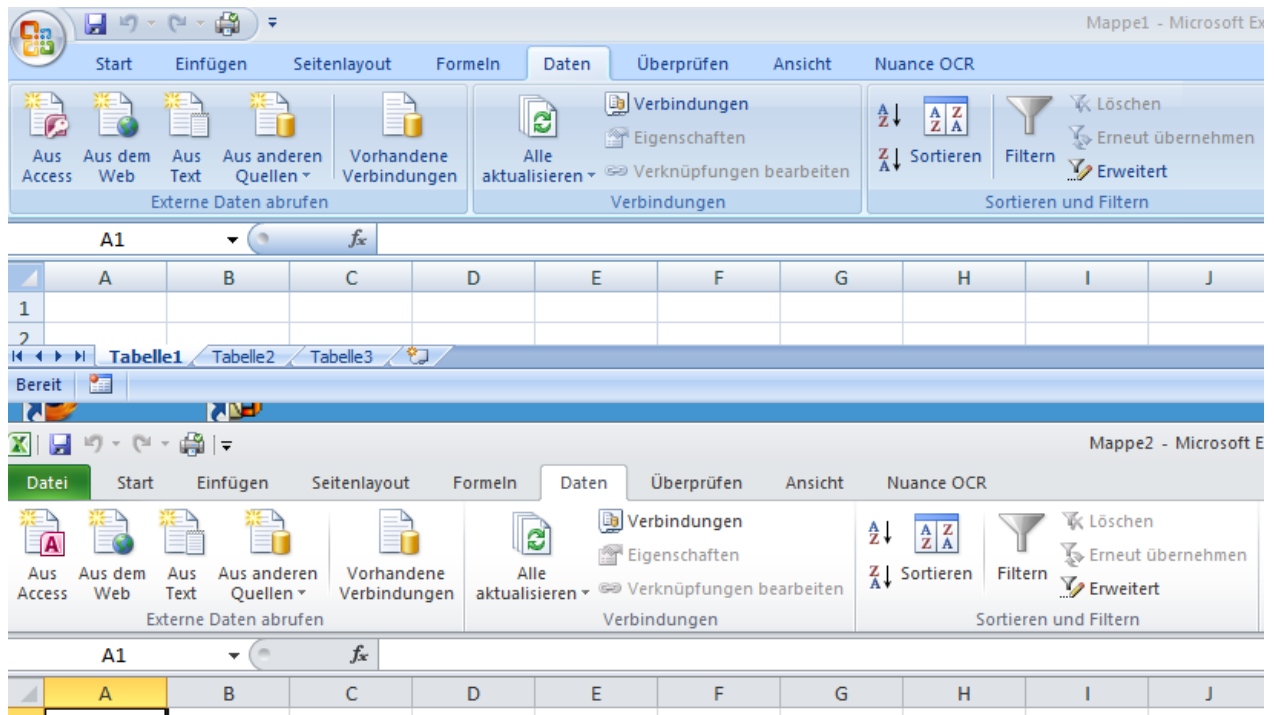 Mappe1 - Microsoft Ex
Start Einfügen Seitenlayout Formeln Daten Überprüfen Ansicht Nuance OCR
Aus Access
Aus dem Web
Aus Text
Aus anderen Quellen
Vorhandene Verbindungen
Externe Daten abrufen
Alle aktualisieren
Verbindungen
Eigenschaften
Verknüpfungen bearbeiten
Verbindungen
A Z
Z A
A Z
Z A
Sortieren
Filtern
Löschen
Erneut übernehmen
Erweitert
Sortieren und Filtern
A1 fx
A B C D E F G H I J
1
2
Tabelle1 Tabelle2 Tabelle3
Bereit
Mappe2 - Microsoft E
Datei Start Einfügen Seitenlayout Formeln Daten Überprüfen Ansicht Nuance OCR
Aus Access
Aus dem Web
Aus Text
Aus anderen Quellen
Vorhandene Verbindungen
Externe Daten abrufen
Alle aktualisieren
Verbindungen
Eigenschaften
Verknüpfungen bearbeiten
Verbindungen
A Z
Z A
A Z
Z A
Sortieren
Filtern
Löschen
Erneut übernehmen
Erweitert
Sortieren und Filtern
A1 fx
A B C D E F G H I J